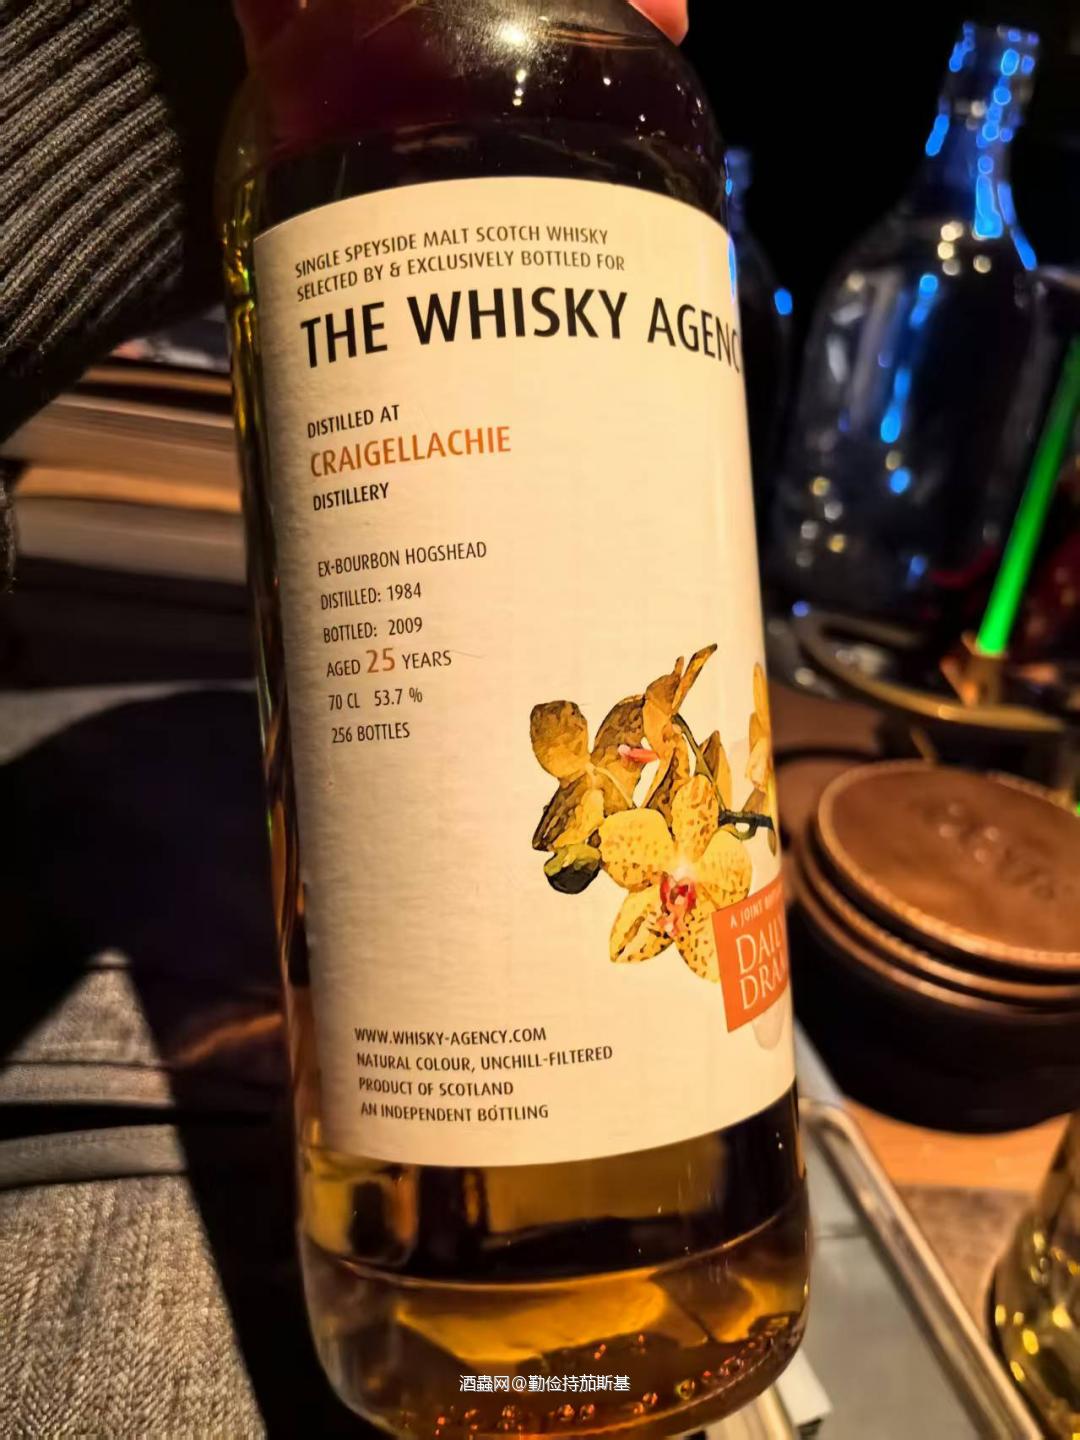 SINGLE SPEYSIDE MALT SCOTCH WHISKY
SELECTED BY & EXCLUSIVELY BOTTLED FOR
THE WHISKY AGENC
DISTILLED AT
CRAIGELLACHIE
DISTILLERY
EX-BOURBON HOGSHEAD
DISTILLED: 1984
BOTTLED: 2009
AGED 25 YEARS
70 CL 53.7 %
256 BOTTLES
A JOINT
DAILY
DRA
WWW.WHISKY-AGENCY.COM
NATURAL COLOUR, UNCHILL-FILTERED
PRODUCT OF SCOTLAND
AN INDEPENDENT BOTTLING
酒蟲网@勤俭持茄斯基